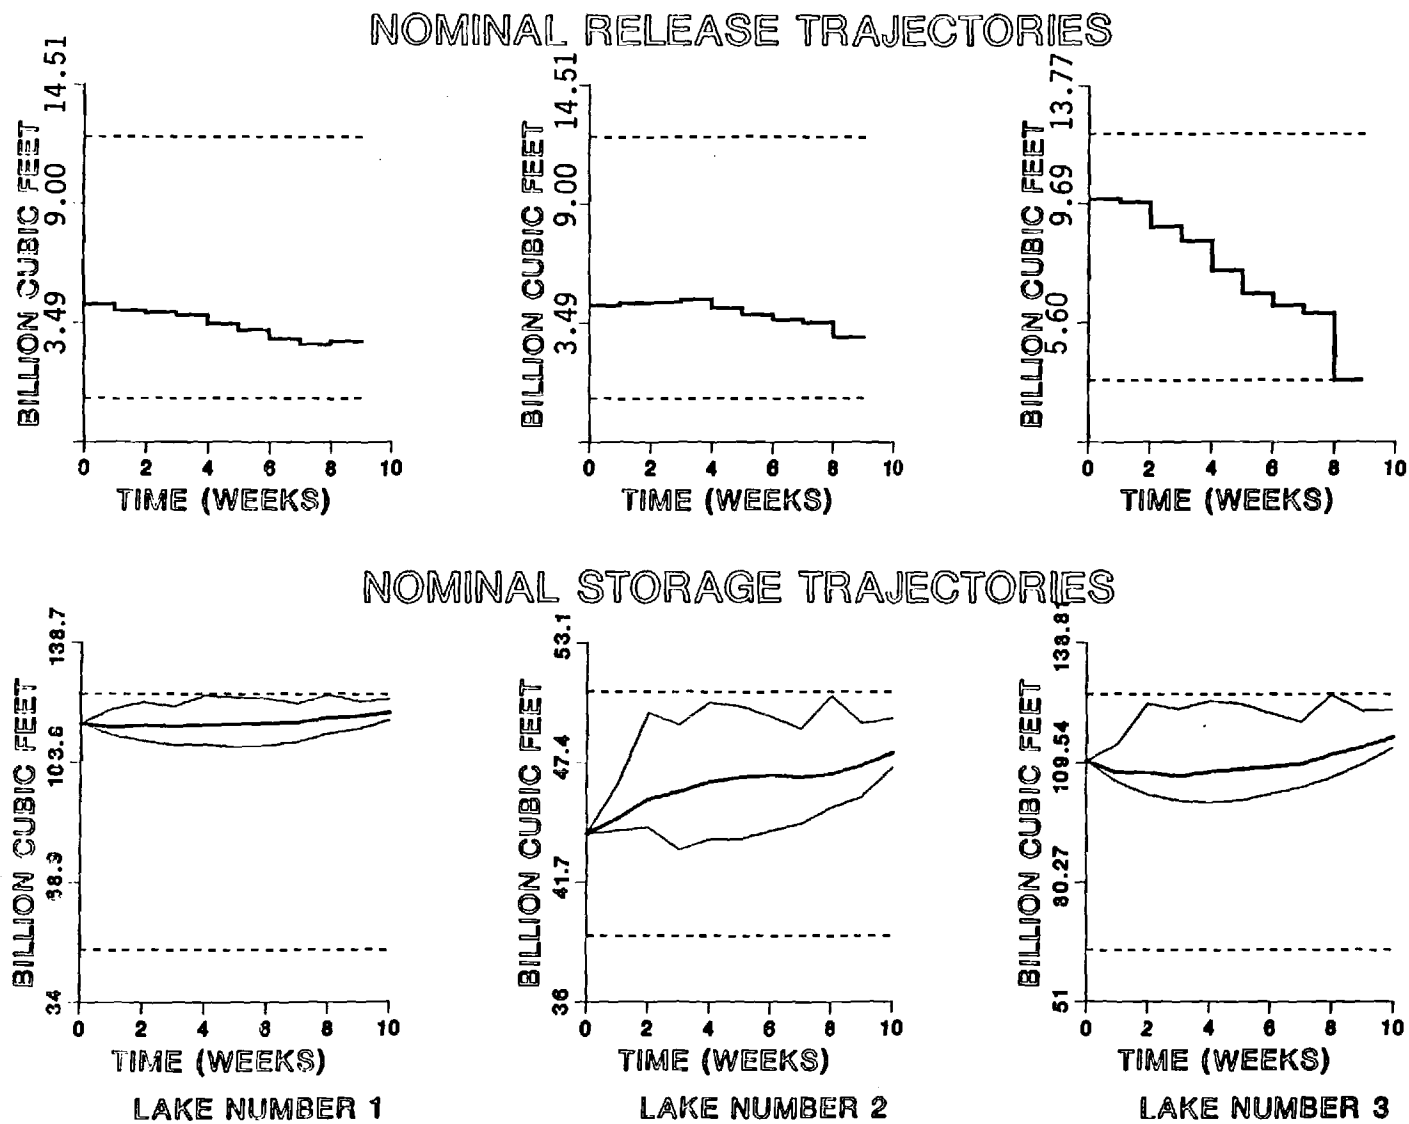 NOMINAL RELEASE TRAJECTORIES
BILLION CUBIC FEET
14.51
9.00
3.49
0 2 4 6 8 10
TIME (WEEKS)
BILLION CUBIC FEET
14.51
9.00
3.49
0 2 4 6 8 10
TIME (WEEKS)
BILLION CUBIC FEET
13.77
9.69
5.60
0 2 4 6 8 10
TIME (WEEKS)
NOMINAL STORAGE TRAJECTORIES
BILLION CUBIC FEET
138.7
103.6
34
0 2 4 6 8 10
TIME (WEEKS)
LAKE NUMBER 1
BILLION CUBIC FEET
53.1
47.4
41.7
36
0 2 4 6 8 10
TIME (WEEKS)
LAKE NUMBER 2
BILLION CUBIC FEET
138.81
109.54
80.27
51
0 2 4 6 8 10
TIME (WEEKS)
LAKE NUMBER 3